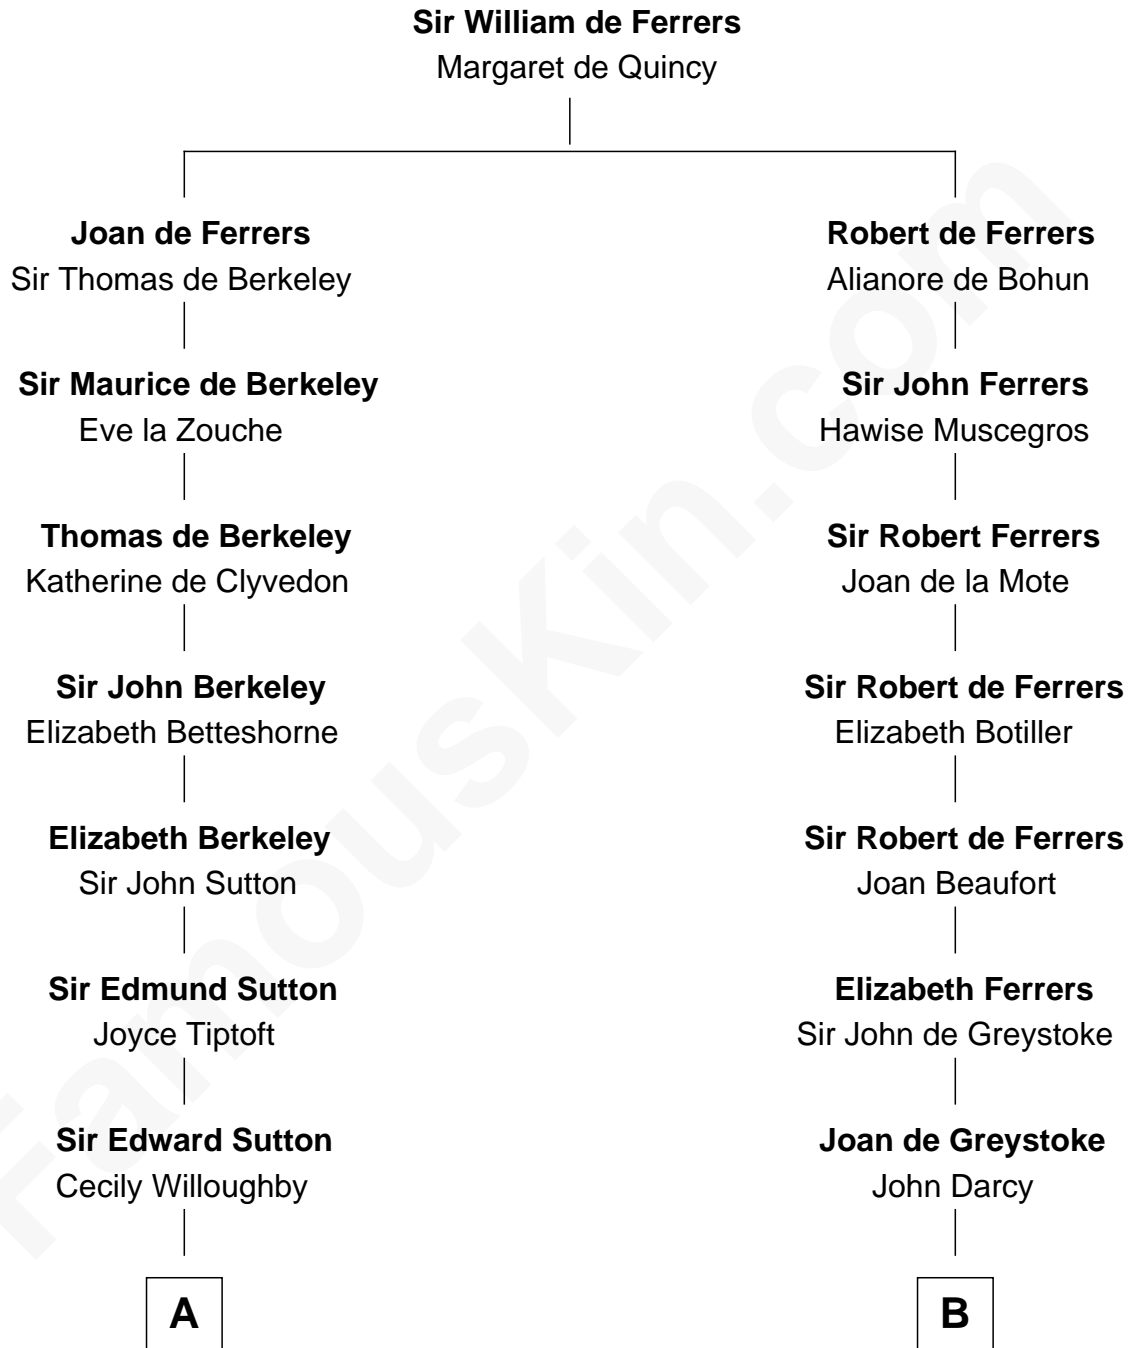 Sir William de Ferrers
Margaret de Quincy
Joan de Ferrers
Sir Thomas de Berkeley
Robert de Ferrers
Alianore de Bohun
Sir Maurice de Berkeley
Eve la Zouche
Sir John Ferrers
Hawise Muscegros
Thomas de Berkeley
Katherine de Clyvedon
Sir Robert Ferrers
Joan de la Mote
Sir John Berkeley
Elizabeth Betteshorne
Sir Robert de Ferrers
Elizabeth Botiller
Elizabeth Berkeley
Sir John Sutton
Sir Robert de Ferrers
Joan Beaufort
Sir Edmund Sutton
Joyce Tiptoft
Elizabeth Ferrers
Sir John de Greystoke
Sir Edward Sutton
Cecily Willoughby
Joan de Greystoke
John Darcy
A
B
FamousKin.com